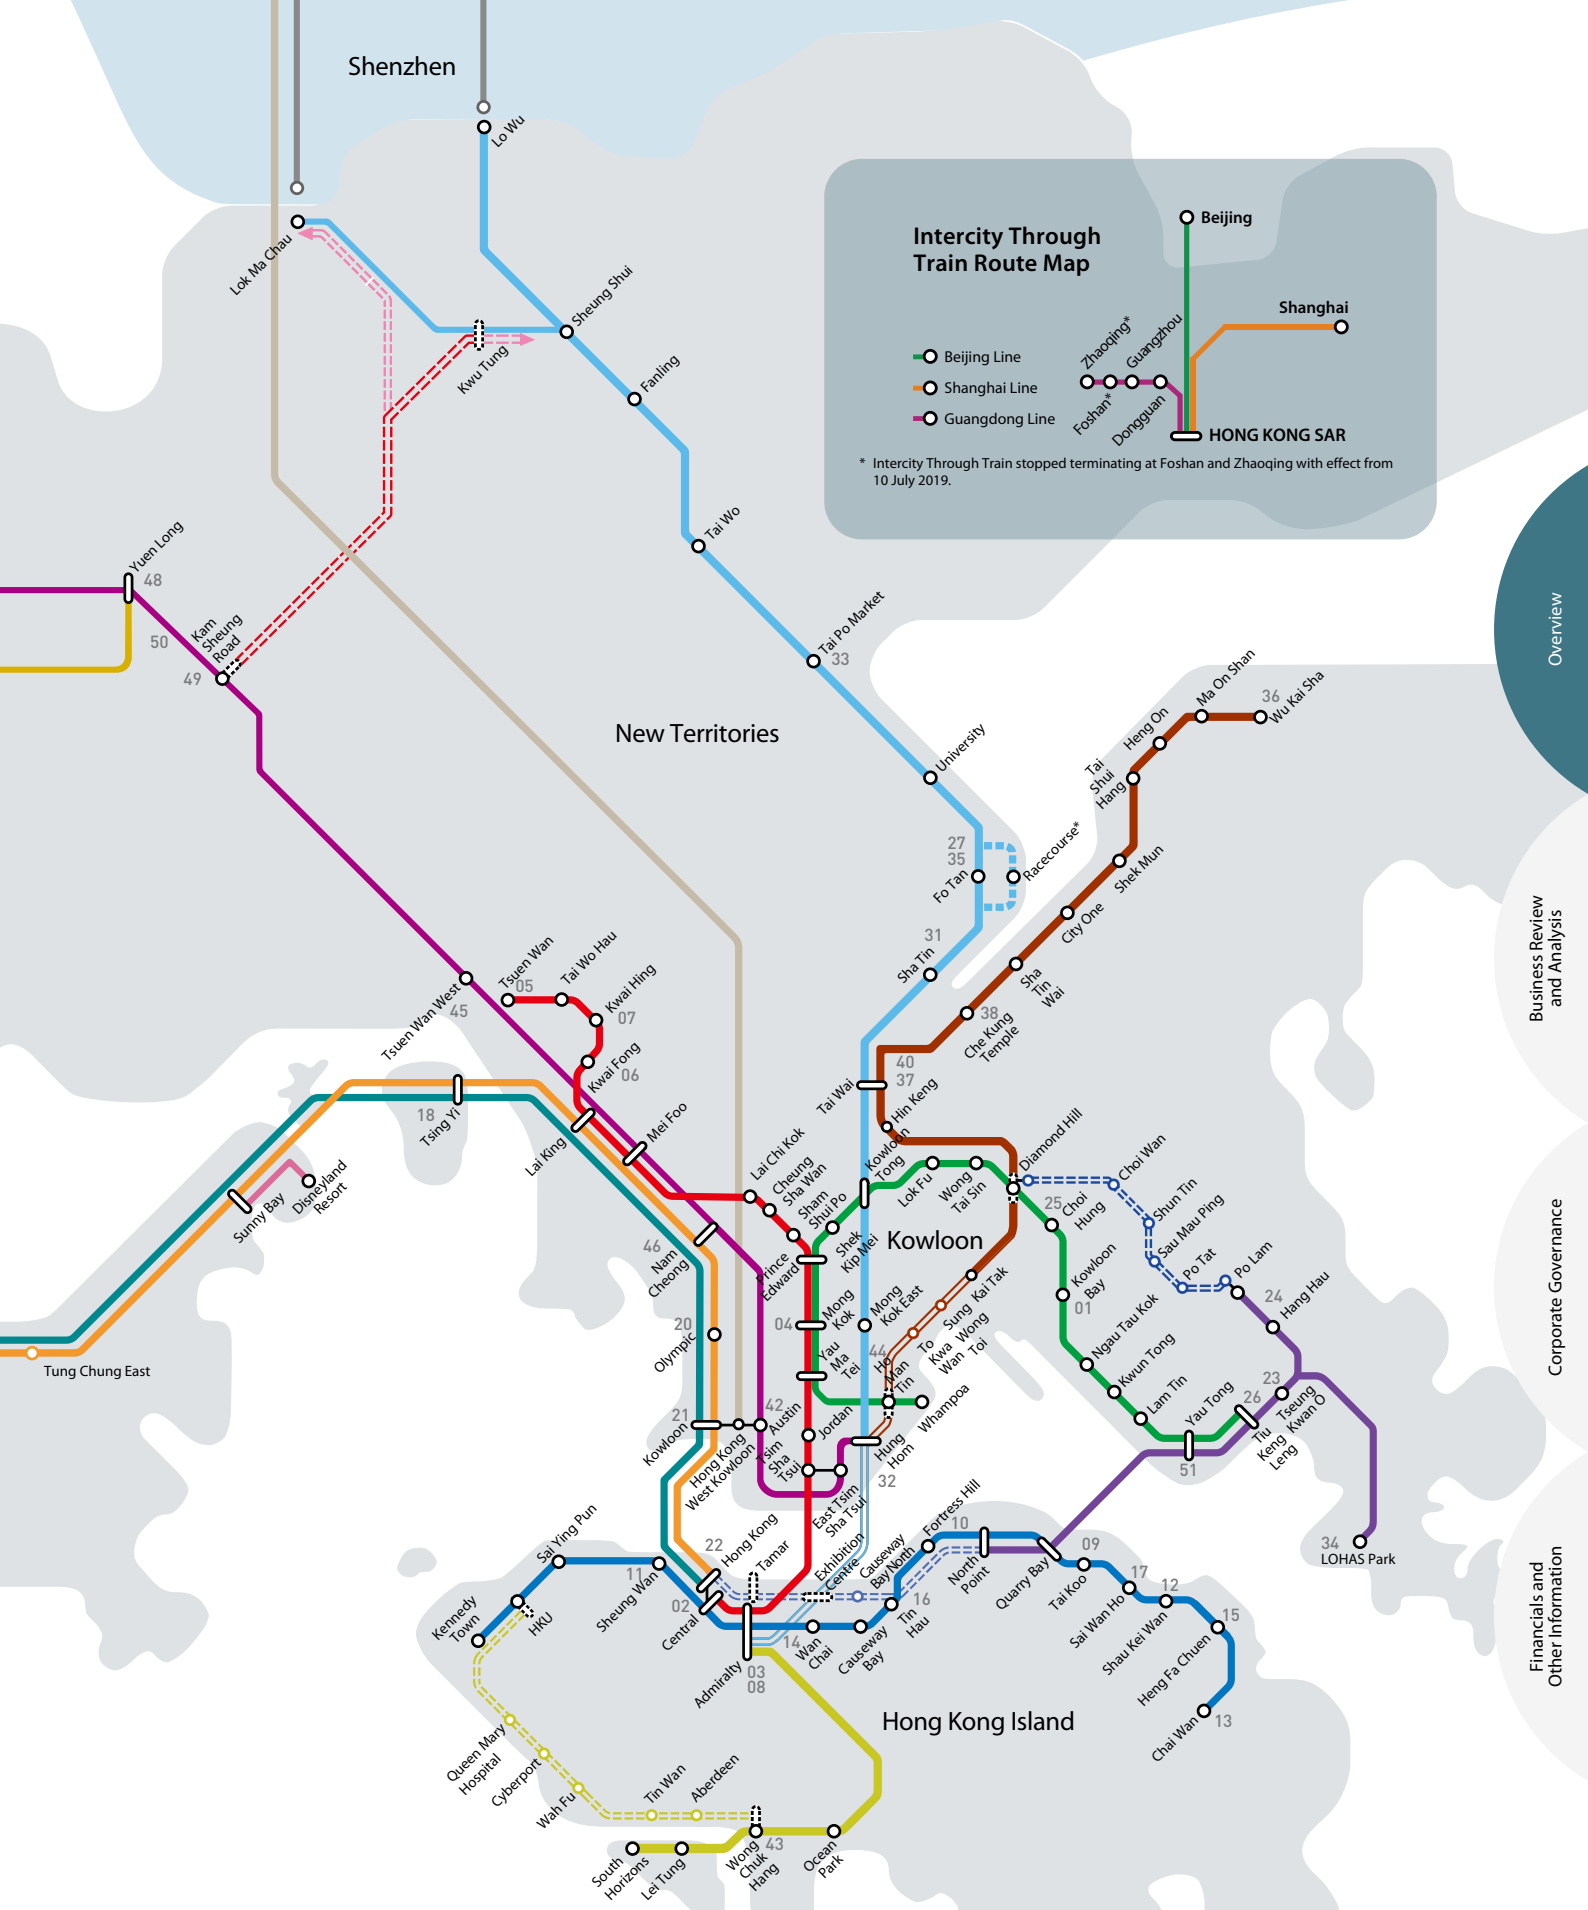 Shenzhen
Lo Wu
Lok Ma Chau
Sheung Shui
Kwu Tung
Fanling
Intercity Through
Train Route Map
Beijing
Shanghai
Zhaoqing*
Guangzhou
Foshan*
Dongguan
HONG KONG SAR
Beijing Line
Shanghai Line
Guangdong Line
* Intercity Through Train stopped terminating at Foshan and Zhaoqing with effect from
10 July 2019.
Tai Wo
Yuen Long
48
50
Kam
Sheung
Road
49
Tai Po Market
33
New Territories
University
Ma On Shan
36
Wu Kai Sha
Heng On
Tai
Shui
Hang
27
35
Fo Tan
Racecourse*
Shek Mun
City One
31
Sha Tin
Sha
Tin
Wai
38
Che Kung
Temple
Tsuen Wan West
45
Tsuen Wan
05
Tai Wo Hau
Kwai Hing
07
Kwai Fong
06
40
37
Tai Wai
Hin Keng
18
Tsing Yi
Lai King
Mei Foo
Lai Chi Kok
Cheung
Sha Wan
Sham
Shui Po
Kowloon
Tong
Lok Fu
Wong
Tai Sin
Diamond Hill
Choi Wan
Shun Tin
Sau Mau Ping
Po Tat
Po Lam
25
Choi
Hung
Sunny Bay
Disneyland
Resort
Shek
Kip Mei
Kowloon
46
Nam
Cheong
Prince
Edward
Kai Tak
Kowloon
Bay
01
24
Hang Hau
Mong
Kok
04
Mong
Kok East
Sung
Wong
Toi
To
Kwa
Wan
20
Olympic
Yau
Ma
Tei
44
Ho
Man
Tin
Ngau Tau Kok
Kwun Tong
Lam Tin
Tung Chung East
Yau Tong
26
23
Tseung
Kwan O
Tiu
Keng
Leng
51
21
Kowloon
42
Austin
Hong Kong
West Kowloon
Jordan
Whampoa
Tsim
Sha
Tsui
Hung
Hom
32
East Tsim
Sha Tsui
Sai Ying Pun
22
Hong Kong
Tamar
Exhibition
Centre
Causeway
Bay North
Fortress Hill
10
North
Point
Quarry Bay
09
Tai Koo
17
Sai Wan Ho
12
Shau Kei Wan
15
Heng Fa Chuen
Chai Wan
13
34
LOHAS Park
Kennedy
Town
HKU
11
Sheung Wan
02
Central
Admiralty
03
08
14
Wan
Chai
Causeway
Bay
16
Tin
Hau
Hong Kong Island
Queen Mary
Hospital
Cyberport
Wah Fu
Tin Wan
Aberdeen
South
Horizons
Lei Tung
Wong
Chuk
Hang
43
Ocean
Park
Overview
Business Review
and Analysis
Corporate Governance
Financials and
Other Information